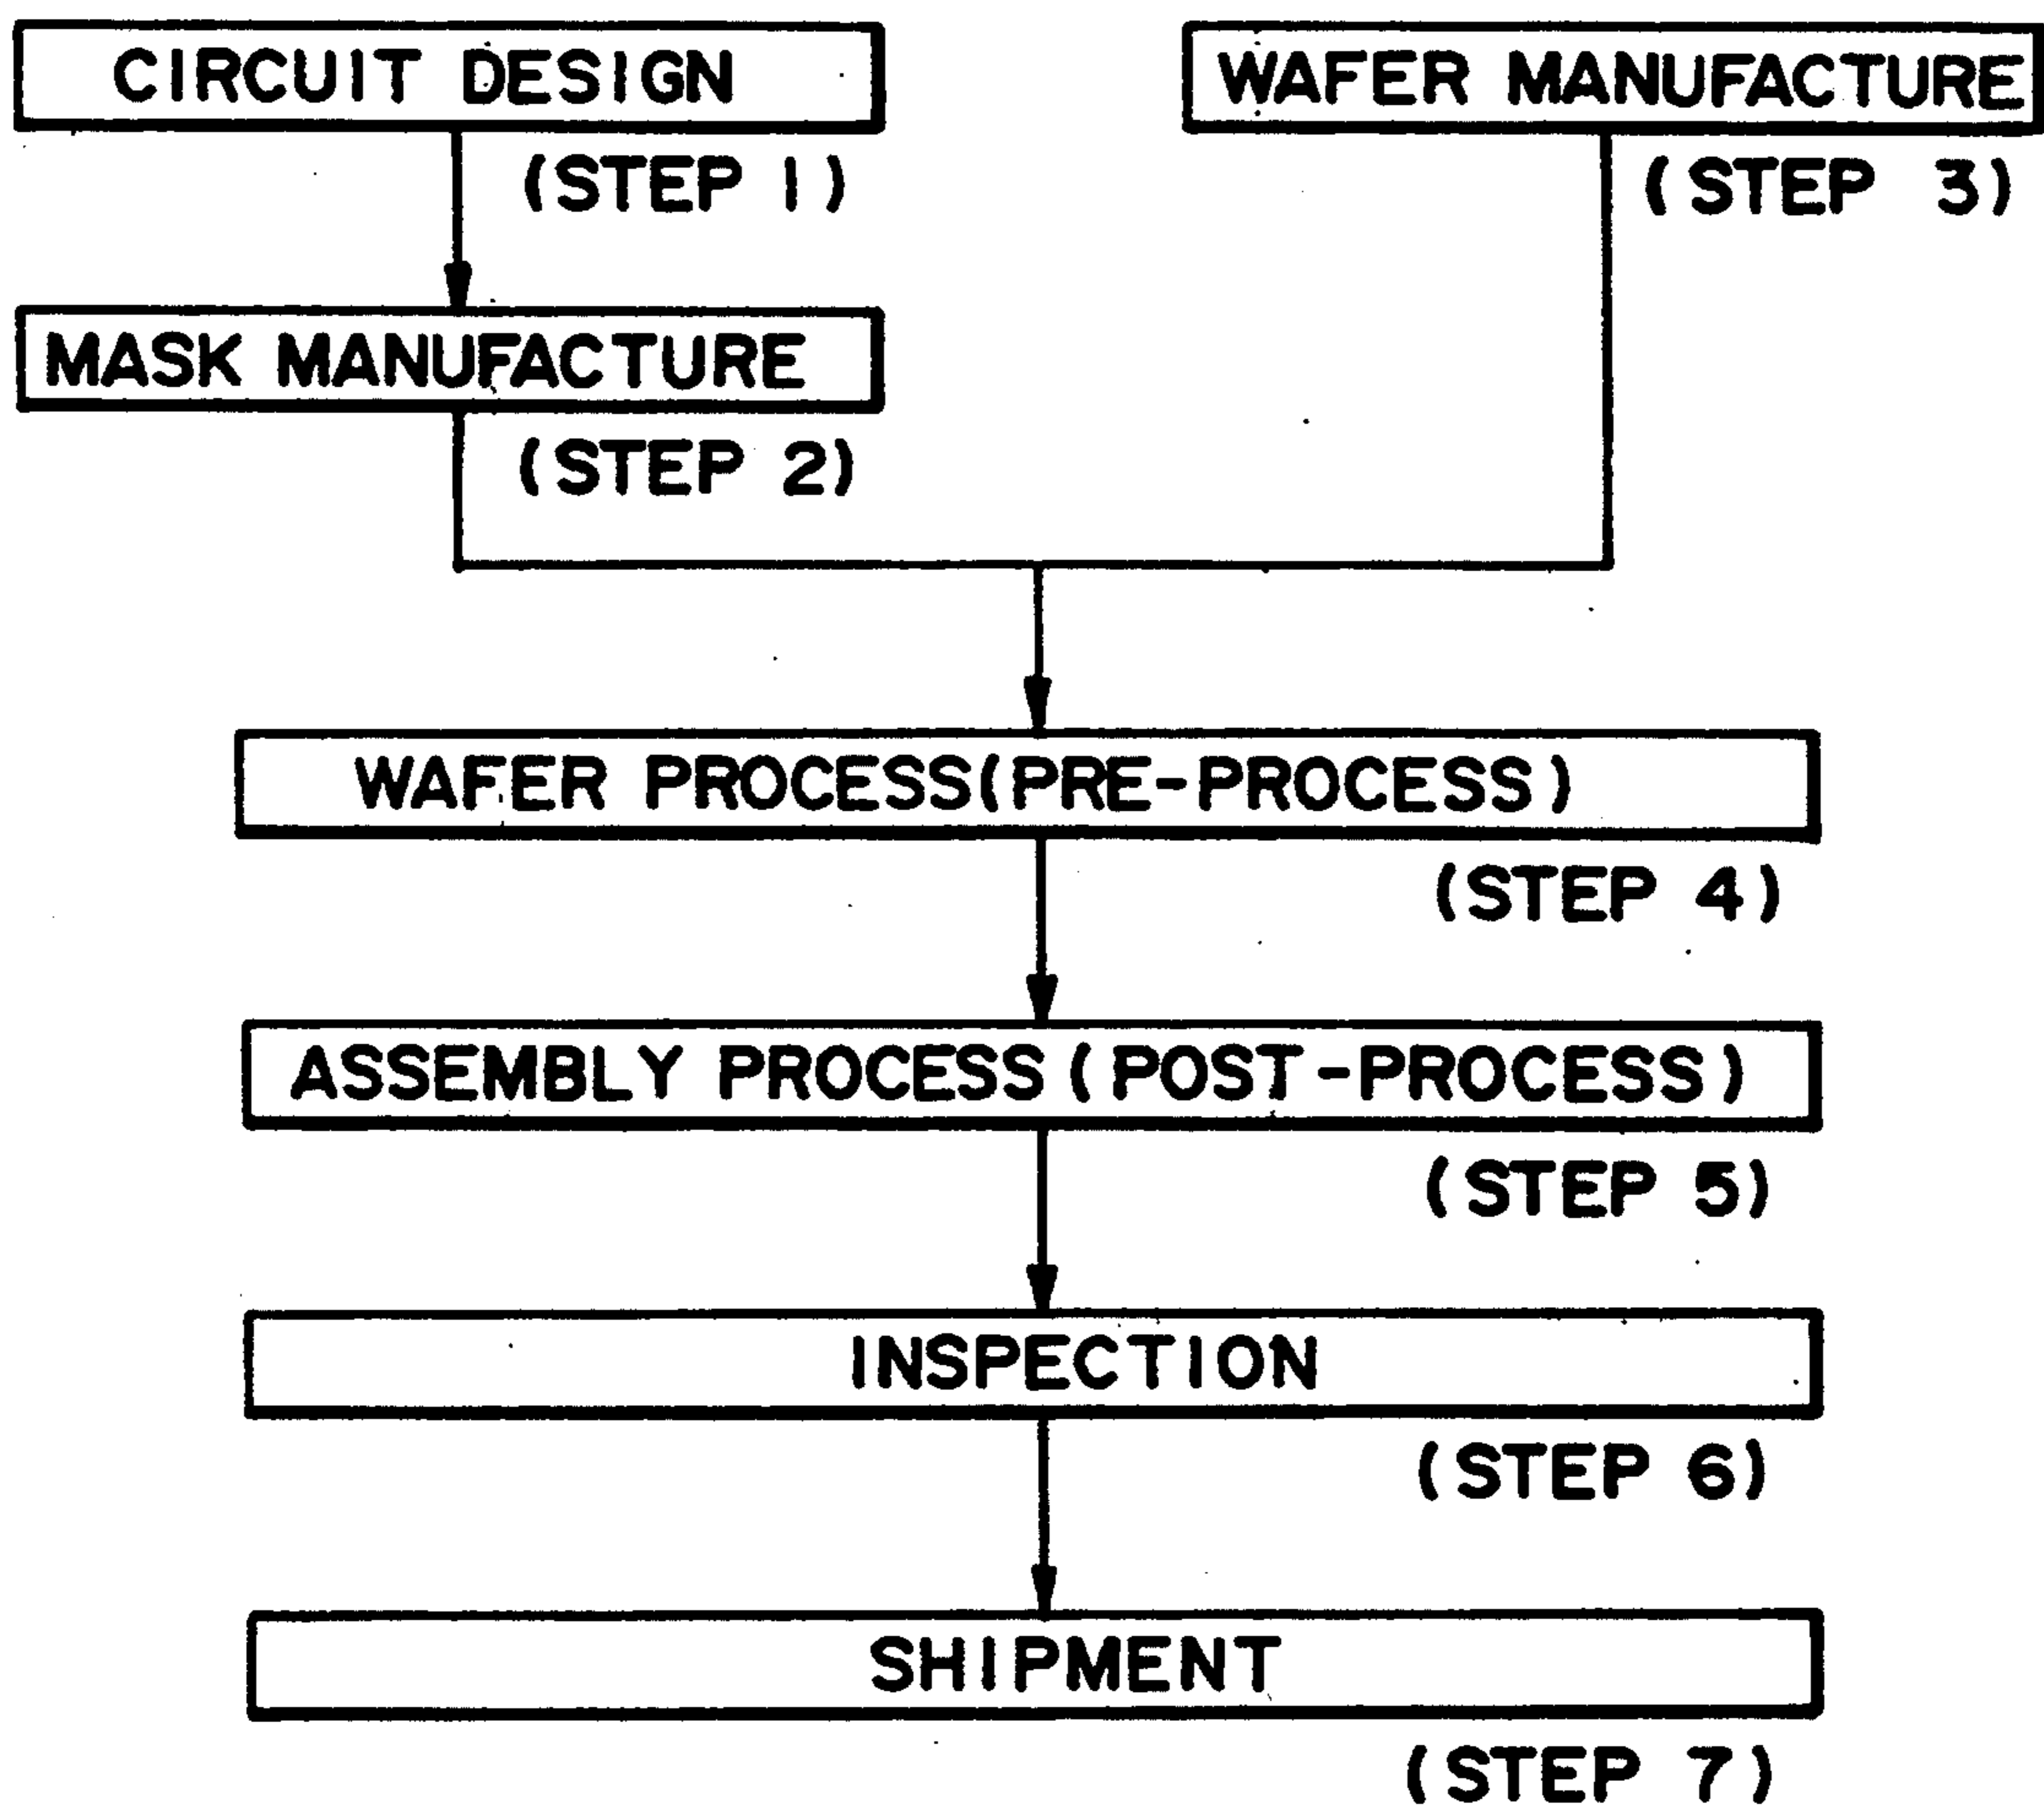 CIRCUIT DESIGN
(STEP 1)
MASK MANUFACTURE
(STEP 2)
WAFER MANUFACTURE
(STEP 3)
WAFER PROCESS(PRE-PROCESS)
(STEP 4)
ASSEMBLY PROCESS(POST-PROCESS)
(STEP 5)
INSPECTION
(STEP 6)
SHIPMENT
(STEP 7)